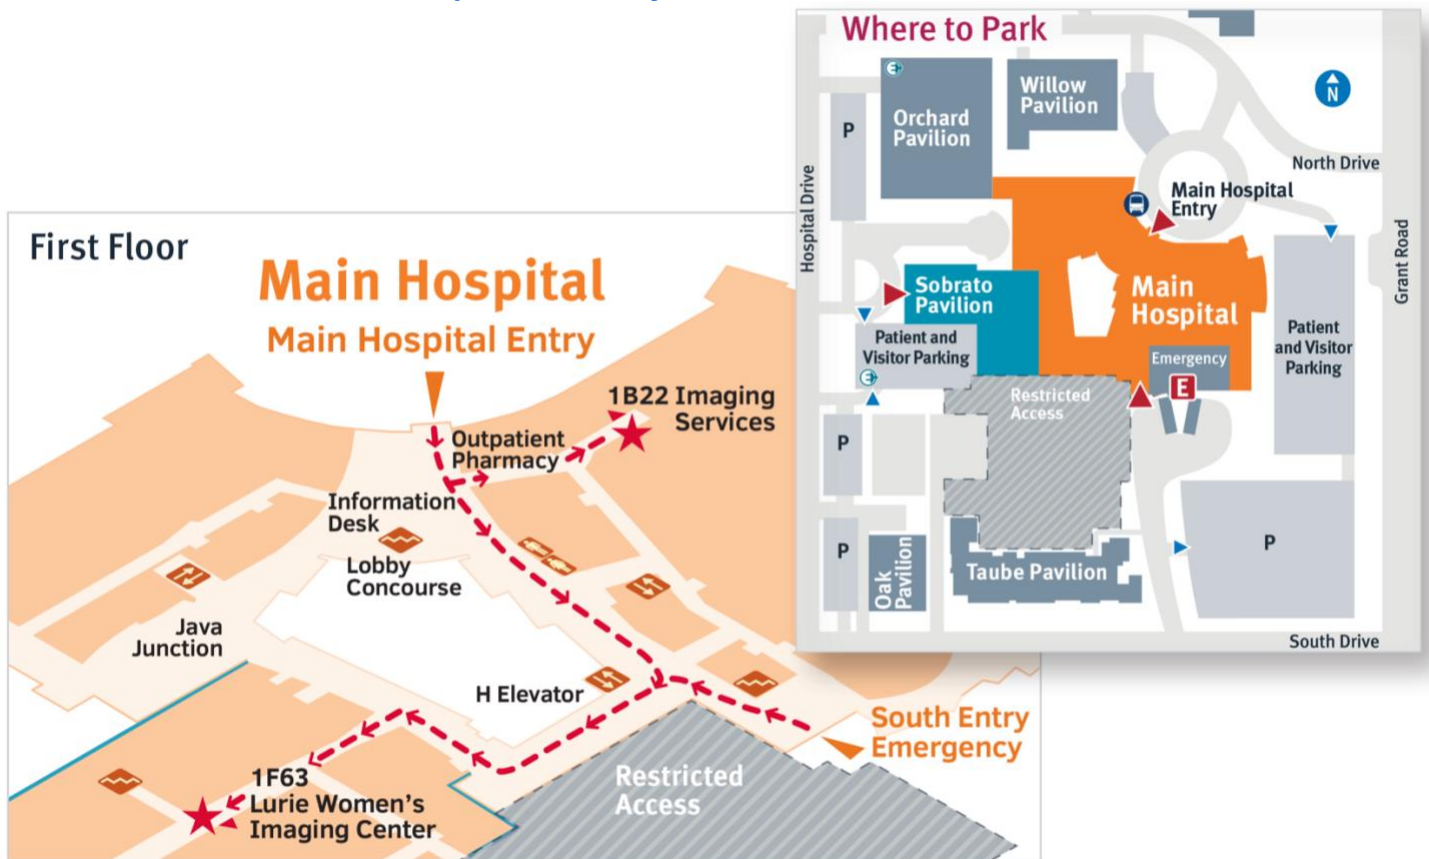 Where to Park
N
Orchard
Pavilion
Willow
Pavilion
P
Hospital Drive
North Drive
Main Hospital
Entry
Grant Road
Sobrato
Pavilion
Main
Hospital
Patient and
Visitor Parking
Patient
and Visitor
Parking
Emergency
E
Restricted
Access
P
P
Oak
Pavilion
Taube Pavilion
P
South Drive
First Floor
Main Hospital
Main Hospital Entry
1B22 Imaging
Services
Outpatient
Pharmacy
Information
Desk
Lobby
Concourse
Java
Junction
H Elevator
South Entry
Emergency
1F63
Lurie Women's
Imaging Center
Restricted
Access